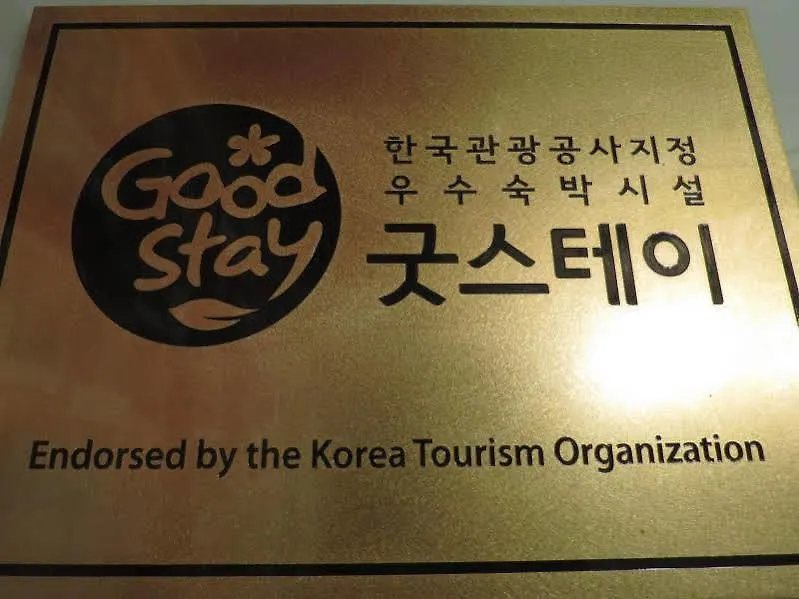 Good
Stay
한국관광공사지정
우수숙박시설
굿스테이
Endorsed by the Korea Tourism Organization